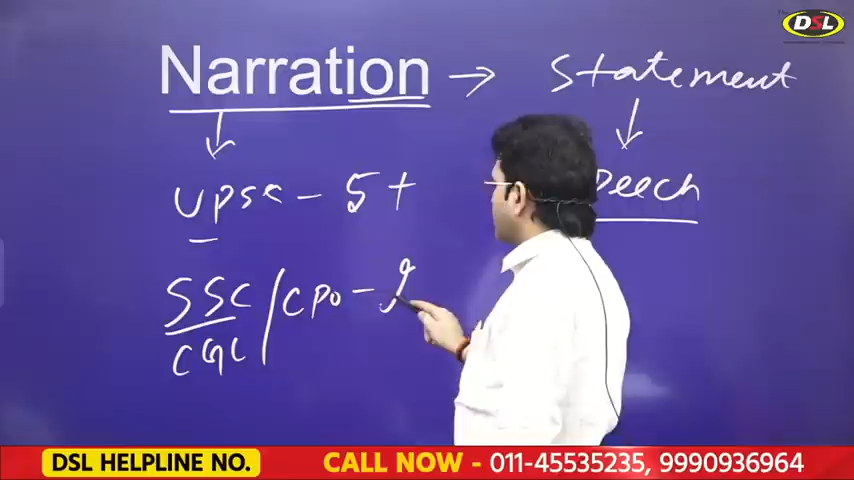 DSL
Narration → Statement
UPSC - 5+
SSC / CPO -
CGL
DSL HELPLINE NO. CALL NOW - 011-45535235, 9990936964